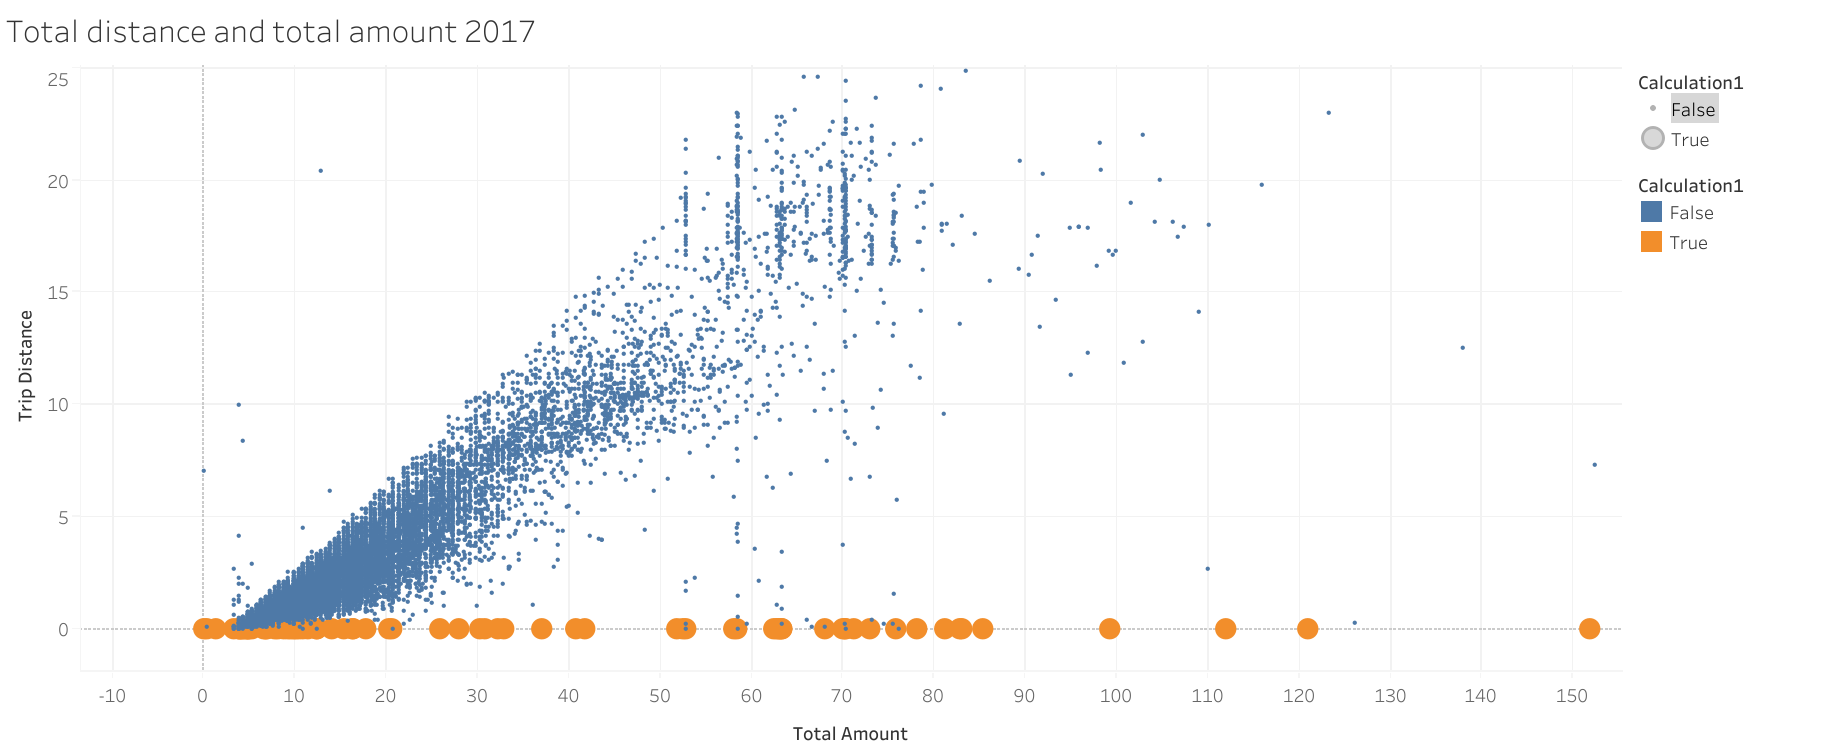 Total distance and total amount 2017
25
20
15
10
5
0
Trip Distance
-10 0 10 20 30 40 50 60 70 80 90 100 110 120 130 140 150
Total Amount
Calculation1
False
True
Calculation1
False
True